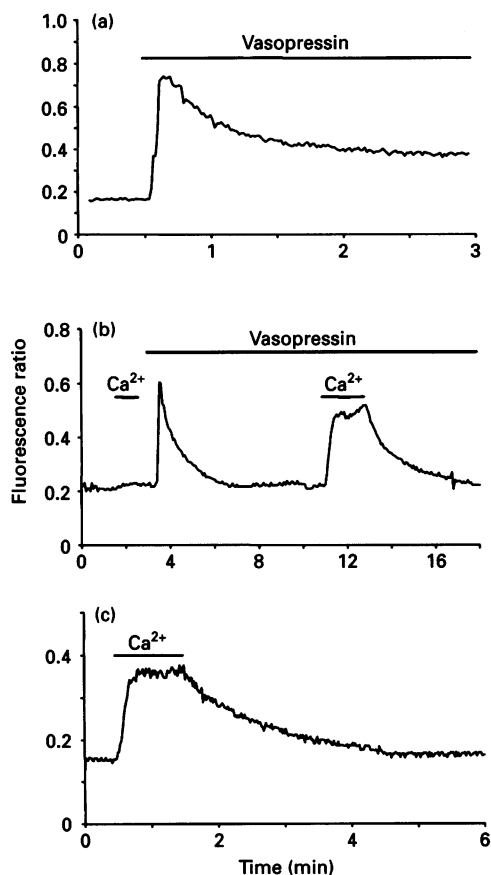 (a)
Vasopressin
1.0
0.8
0.6
0.4
0.2
0
0 1 2 3
(b)
Vasopressin
Ca²⁺ Ca²⁺
0.8
0.6
0.4
0.2
0
0 4 8 12 16
Fluorescence ratio
(c)
Ca²⁺
0.4
0.2
0
0 2 4 6
Time (min)